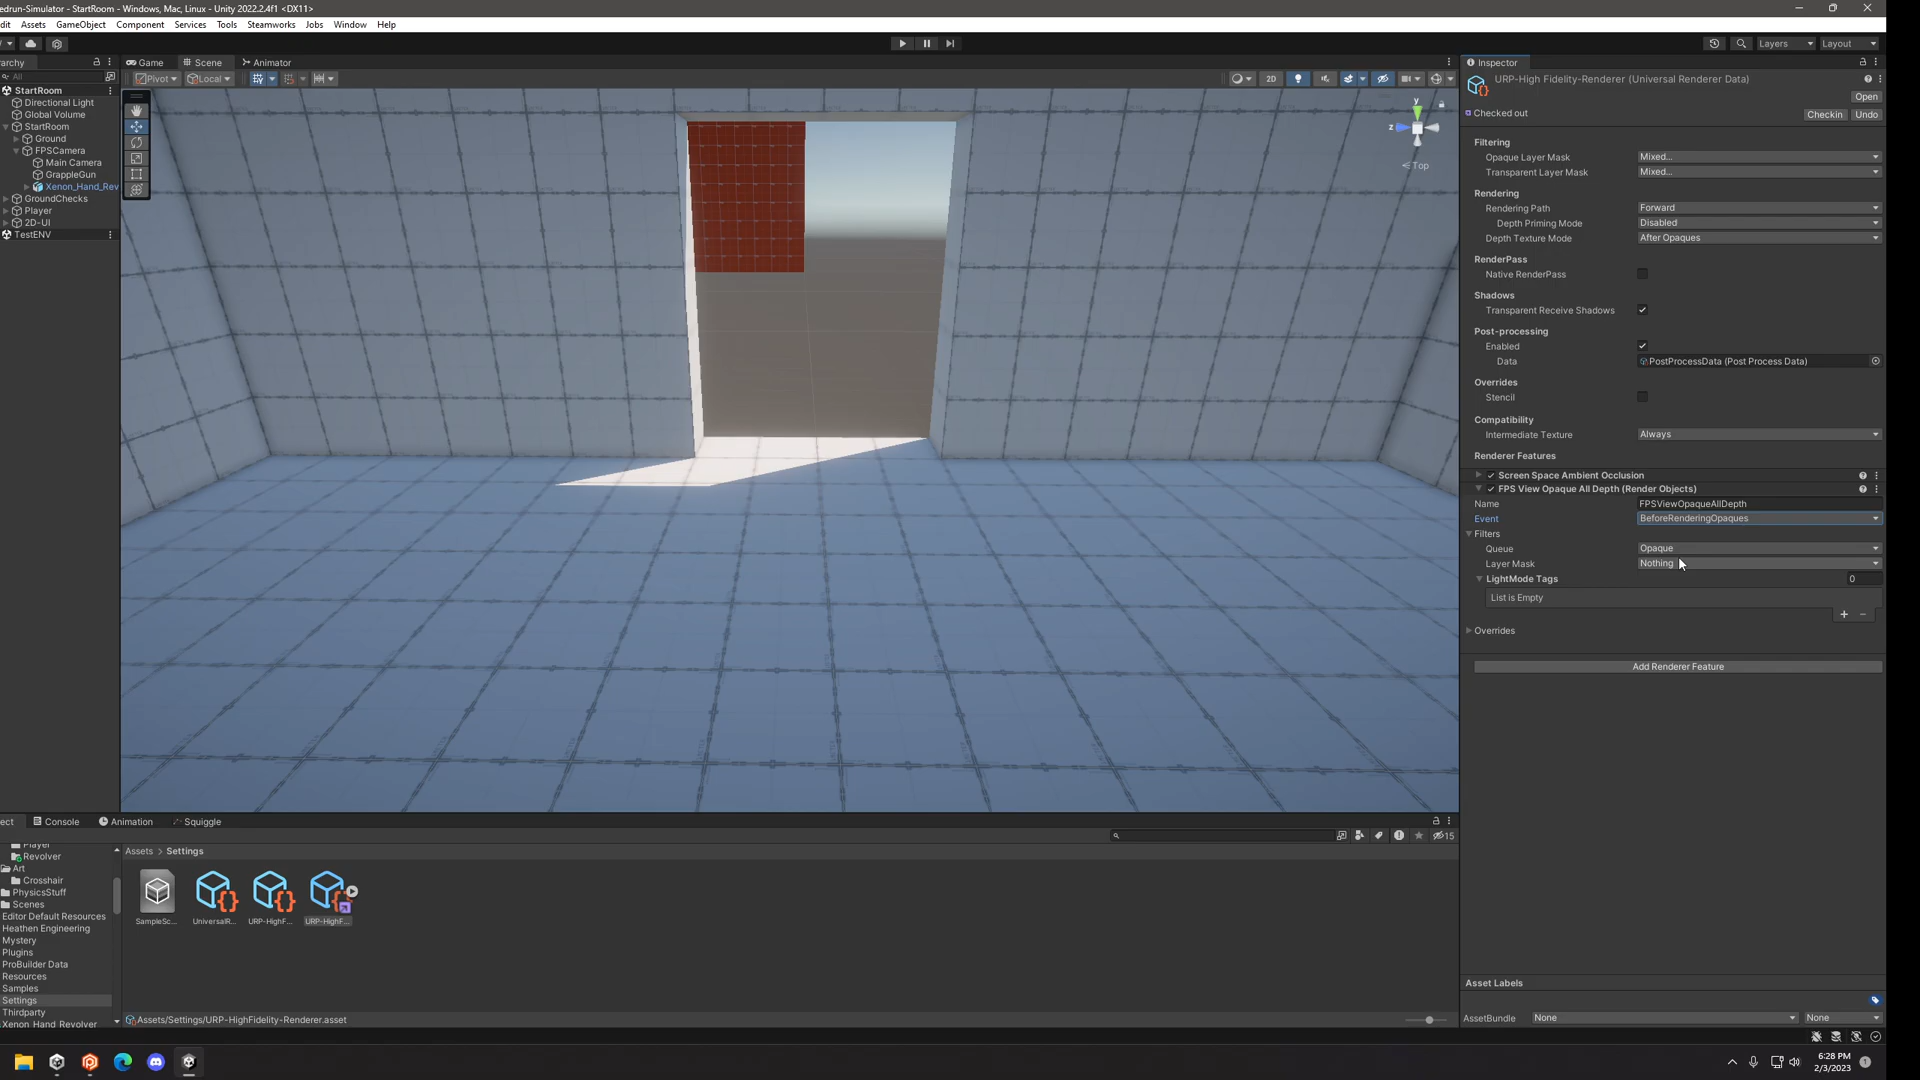 edrun-Simulator - StartRoom - Windows, Mac, Linux - Unity 2022.2.4f1 <DX11>
dit Assets GameObject Component Services Tools Steamworks Jobs Window Help
Layers Layout
archy
All
StartRoom
Directional Light
Global Volume
StartRoom
Ground
FPSCamera
Main Camera
GrappleGun
Xenon_Hand_Rev
GroundChecks
Player
2D-UI
TestENV
Game Scene Animator
Pivot Local
2D
y
z
Top
Inspector
URP-High Fidelity-Renderer (Universal Renderer Data)
Open
Checked out
Checkin Undo
Filtering
Opaque Layer Mask Mixed...
Transparent Layer Mask Mixed...
Rendering
Rendering Path Forward
Depth Priming Mode Disabled
Depth Texture Mode After Opaques
RenderPass
Native RenderPass
Shadows
Transparent Receive Shadows
Post-processing
Enabled
Data PostProcessData (Post Process Data)
Overrides
Stencil
Compatibility
Intermediate Texture Always
Renderer Features
Screen Space Ambient Occlusion
FPS View Opaque All Depth (Render Objects)
Name FPSViewOpaqueAllDepth
Event BeforeRenderingOpaques
Filters
Queue Opaque
Layer Mask Nothing
LightMode Tags 0
List is Empty
Overrides
Add Renderer Feature
Asset Labels
AssetBundle None None
ect Console Animation Squiggle
15
Player
Revolver
Art
Crosshair
PhysicsStuff
Scenes
Editor Default Resources
Heathen Engineering
Mystery
Plugins
ProBuilder Data
Resources
Samples
Settings
Thirdparty
Xenon Hand Revolver
Assets > Settings
SampleSc... UniversalR... URP-HighF... URP-HighF...
Assets/Settings/URP-HighFidelity-Renderer.asset
6:28 PM
2/3/2023
1